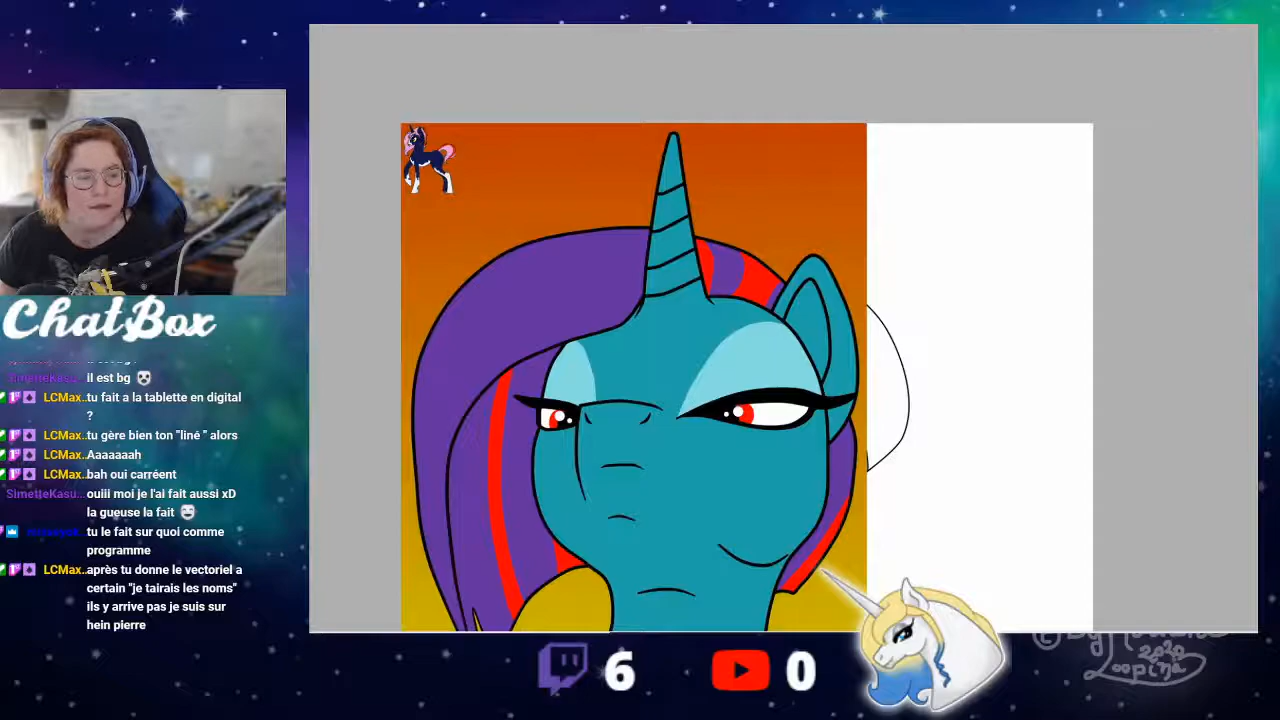 ChatBox
il est bg
LCMax.. tu fait a la tablette en digital
?
LCMax.. tu gère bien ton "liné " alors
LCMax.. Aaaaaaah
LCMax.. bah oui carréent
SimetteKasu... ouiii moi je l'ai fait aussi xD
la gueuse la fait
tu le fait sur quoi comme
programme
LCMax.. après tu donne le vectoriel a
certain "je tairais les noms"
ils y arrive pas je suis sur
hein pierre
6
0
2020
Loopina